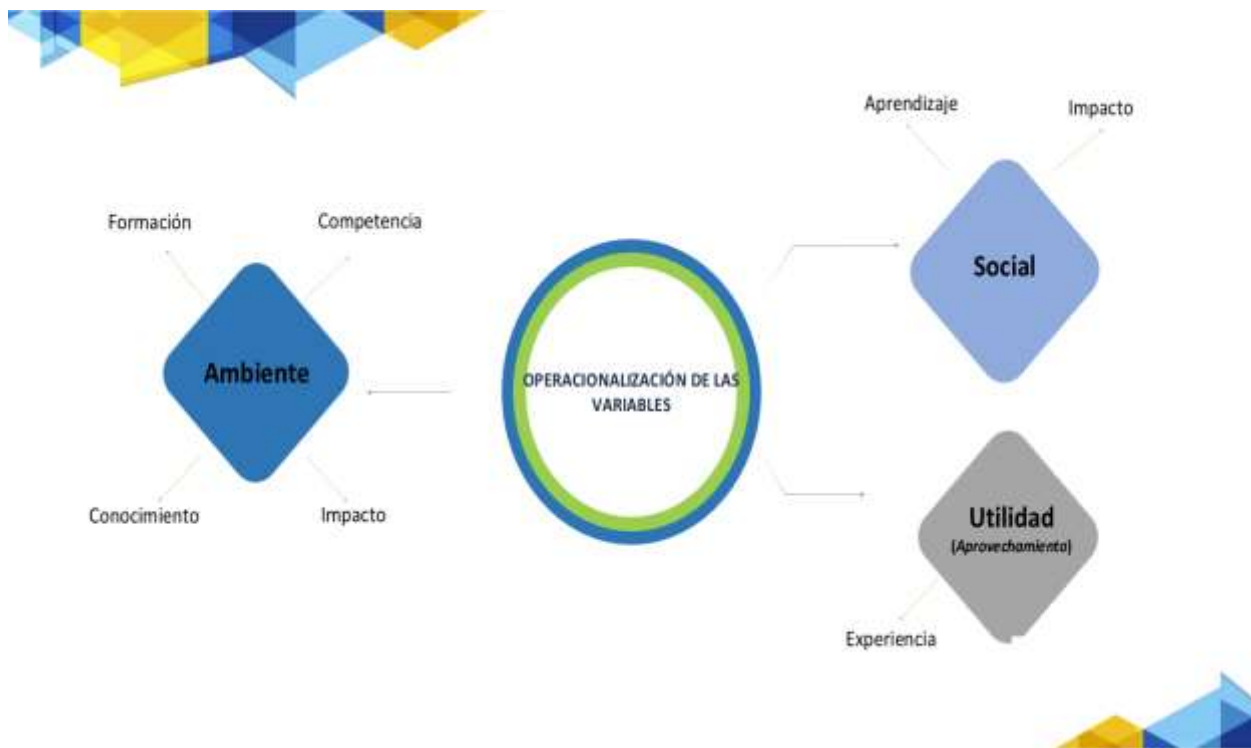 Aprendizaje
Impacto
Formación
Competencia
Social
Ambiente
OPERACIONALIZACIÓN DE LAS
VARIABLES
Conocimiento
Impacto
Utilidad
(Aprovechamiento)
Experiencia